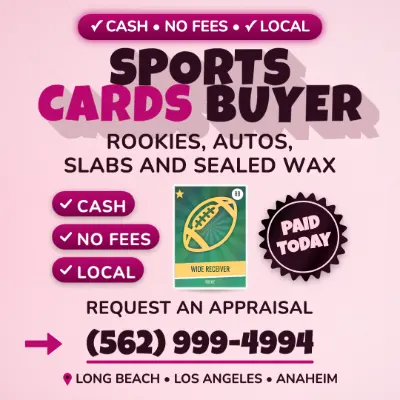 ✓ CASH • NO FEES • ✓ LOCAL
SPORTS
CARDS BUYER
ROOKIES, AUTOS,
SLABS AND SEALED WAX
✓ CASH
✓ NO FEES
✓ LOCAL
WIDE RECEIVER
PAID
TODAY
REQUEST AN APPRAISAL
(562) 999-4994
LONG BEACH • LOS ANGELES • ANAHEIM